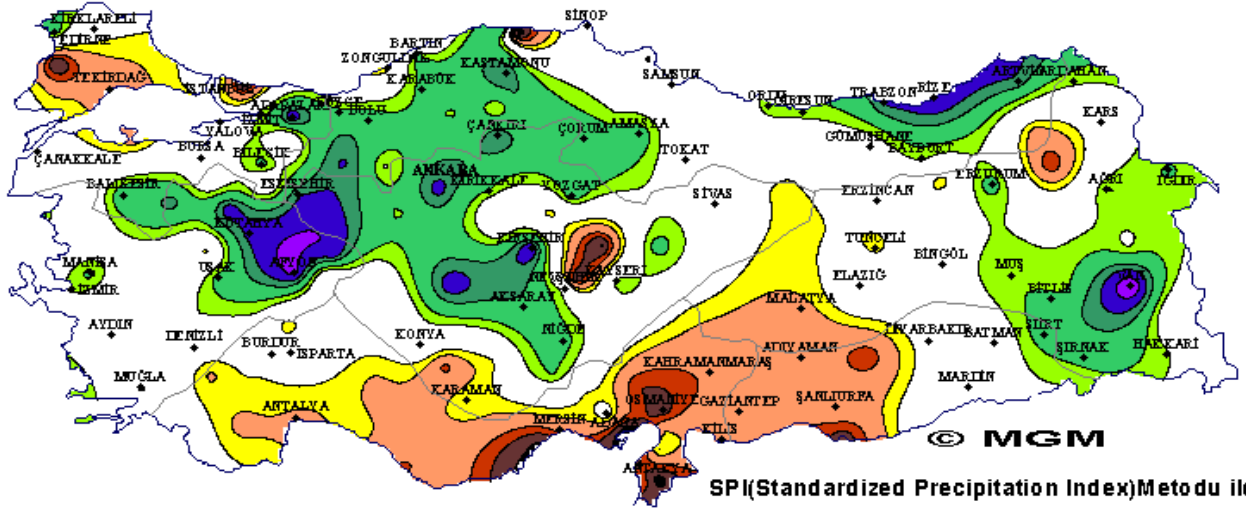 SİNOP
KIRKLARELİ
EDİRNE
BARTIN
ZONGULDAK
KASTAMONU
KARABÜK
SAMSUN
TEKİRDAĞ
İSTANBUL
ARTVİN
ARDAHAN
RİZE
TRABZON
ORDU
GİRESUN
KARS
BOLU
YALOVA
BURSA
BİLECİK
ÇANAKKALE
ÇANKIRI
ÇORUM
AMASYA
TOKAT
GÜMÜŞHANE
BAYBURT
ANKARA
KIRIKKALE
YOZGAT
SİVAS
ERZİNCAN
ERZURUM
AĞRI
IĞDIR
BALIKESİR
ESKİŞEHİR
KÜTAHYA
KIRŞEHİR
TUNCELİ
BİNGÖL
MUŞ
MANİSA
İZMİR
UŞAK
AFYON
NEVŞEHİR
KAYSERİ
ELAZIĞ
BİTLİS
VAN
AKSARAY
MALATYA
AYDIN
DENİZLİ
BURDUR
ISPARTA
KONYA
NİĞDE
DİYARBAKIR
BATMAN
SİİRT
ŞIRNAK
HAKKARİ
ADIYAMAN
KAHRAMANMARAŞ
MUĞLA
KARAMAN
MARDİN
ANTALYA
OSMANİYE
GAZİANTEP
ŞANLIURFA
MERSİN
ADANA
KİLİS
ANTAKYA
© MGM
SPI(Standardized Precipitation Index)Metodu ile